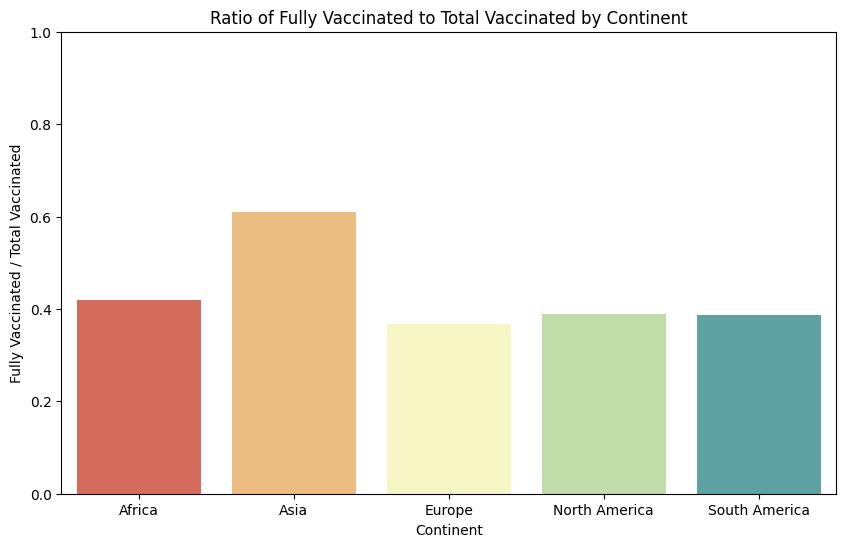 Ratio of Fully Vaccinated to Total Vaccinated by Continent
Fully Vaccinated / Total Vaccinated
1.0
0.8
0.6
0.4
0.2
0.0
Africa Asia Europe North America South America
Continent